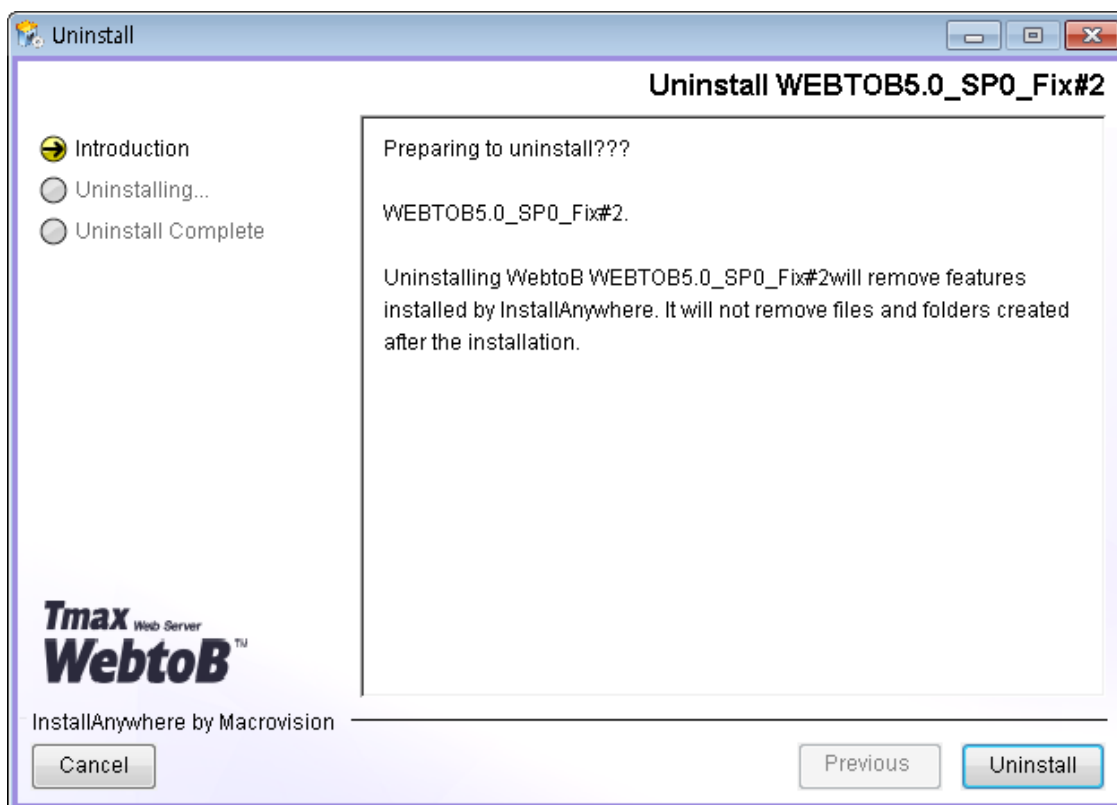 Uninstall
Uninstall WEBTOB5.0_SP0_Fix#2
Introduction
Uninstalling...
Uninstall Complete
Preparing to uninstall???
WEBTOB5.0_SP0_Fix#2.
Uninstalling WebtoB WEBTOB5.0_SP0_Fix#2will remove features
installed by InstallAnywhere. It will not remove files and folders created
after the installation.
Tmax Web Server
WebtoB™
InstallAnywhere by Macrovision
Cancel
Previous
Uninstall